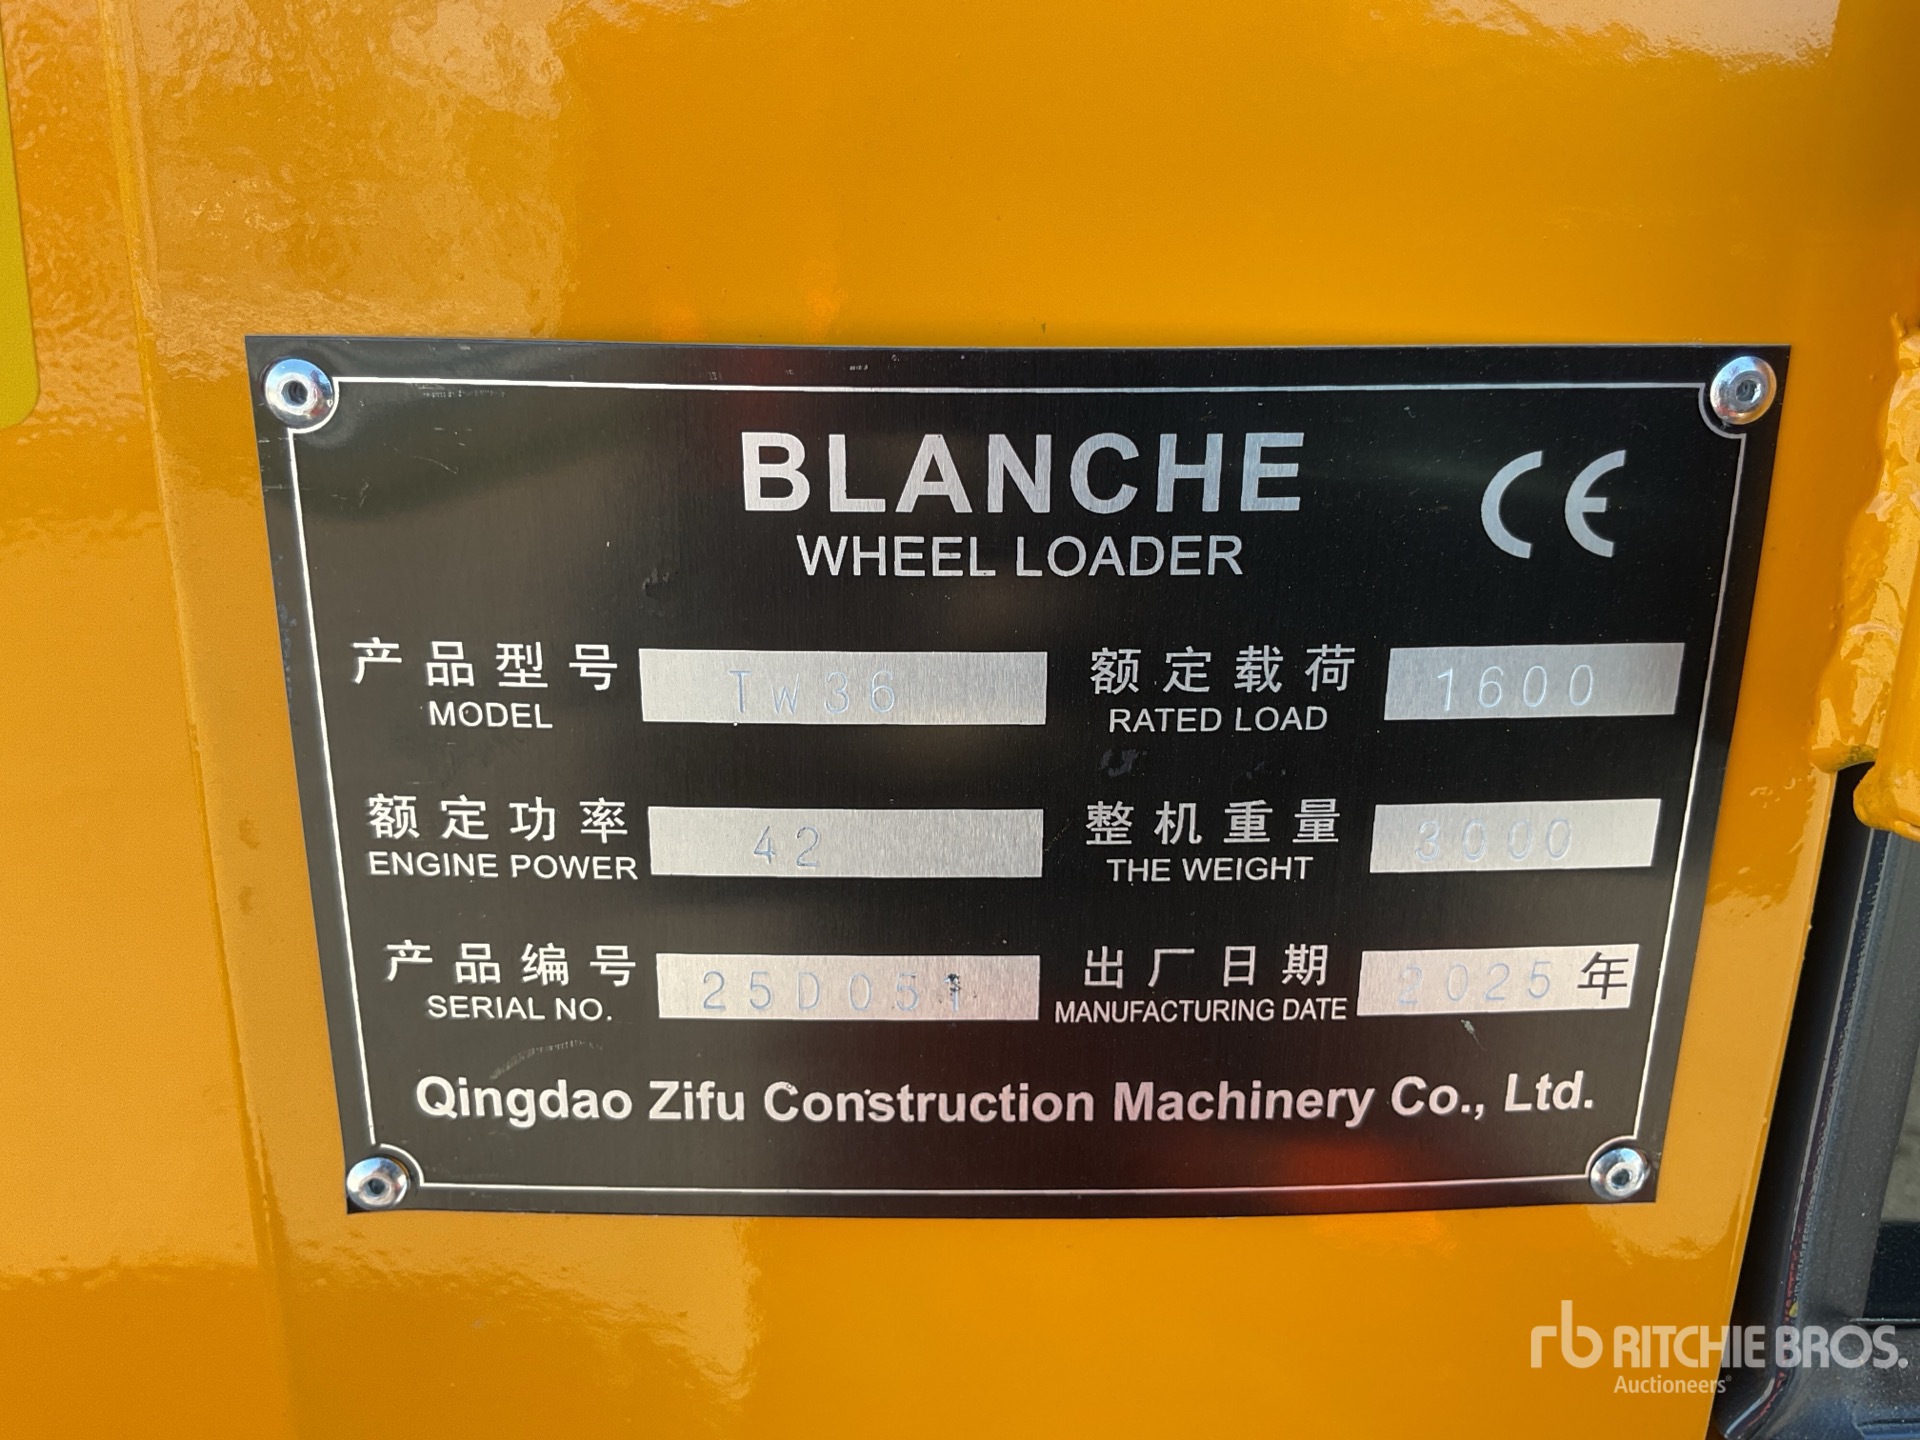 BLANCHE
CE
WHEEL LOADER
产品型号 TW36 额定载荷 1600
MODEL RATED LOAD
额定功率 42 整机重量 3000
ENGINE POWER THE WEIGHT
产品编号 25D051 出厂日期 2025年
SERIAL NO. MANUFACTURING DATE
Qingdao Zifu Construction Machinery Co., Ltd.
rb RITCHIE BROS.
Auctioneers